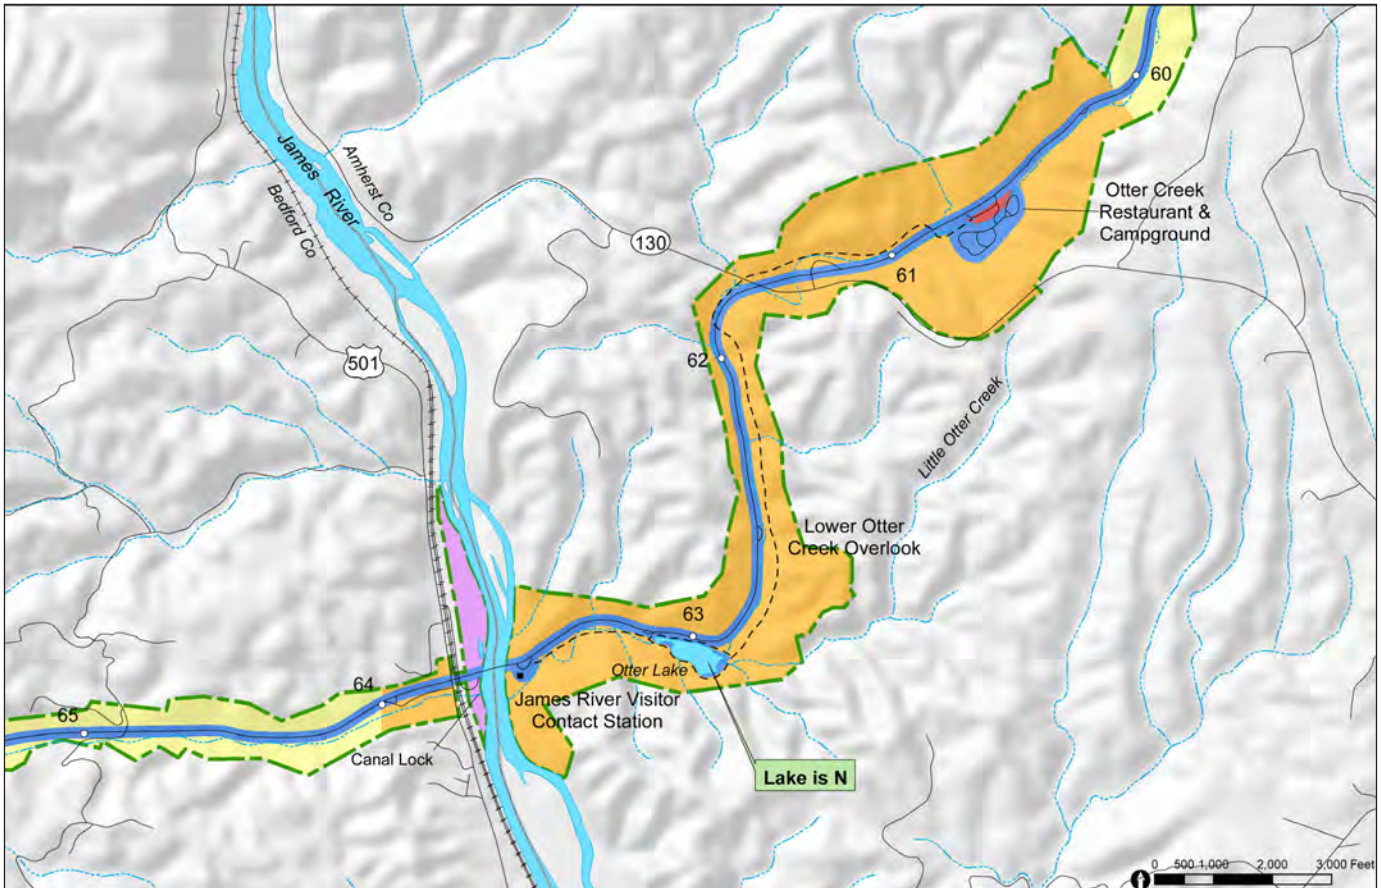 60
James River
Amherst Co
Bedford Co
Otter Creek
Restaurant &
Campground
130
61
62
501
Little Otter Creek
Lower Otter
Creek Overlook
63
Otter Lake
64
James River Visitor
Contact Station
65
Canal Lock
Lake is N
0 500 1,000 2,000 3,000 Feet